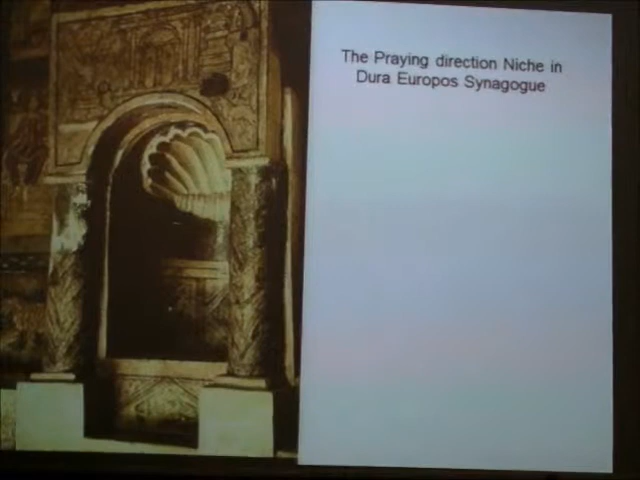 The Praying direction Niche in
Dura Europos Synagogue